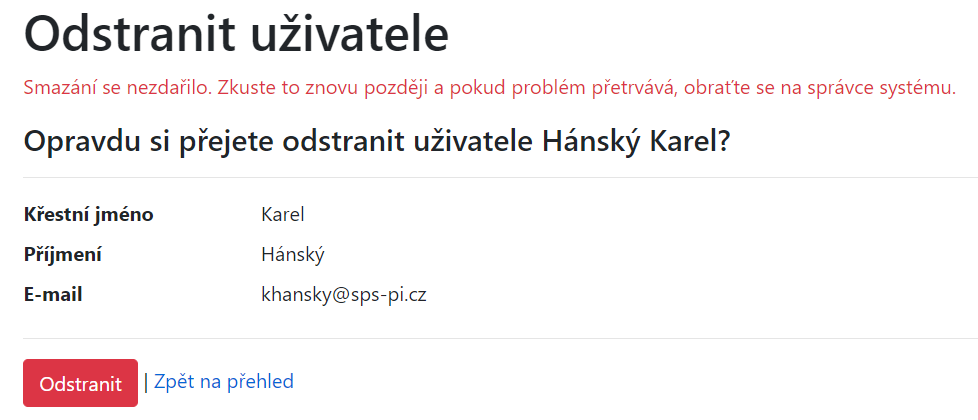 Odstranit uživatele
Smazání se nezdařilo. Zkuste to znovu později a pokud problém přetrvává, obraťte se na správce systému.
Opravdu si přejete odstranit uživatele Hánský Karel?
Křestní jméno Karel
Příjmení Hánský
E-mail khansky@sps-pi.cz
Odstranit | Zpět na přehled